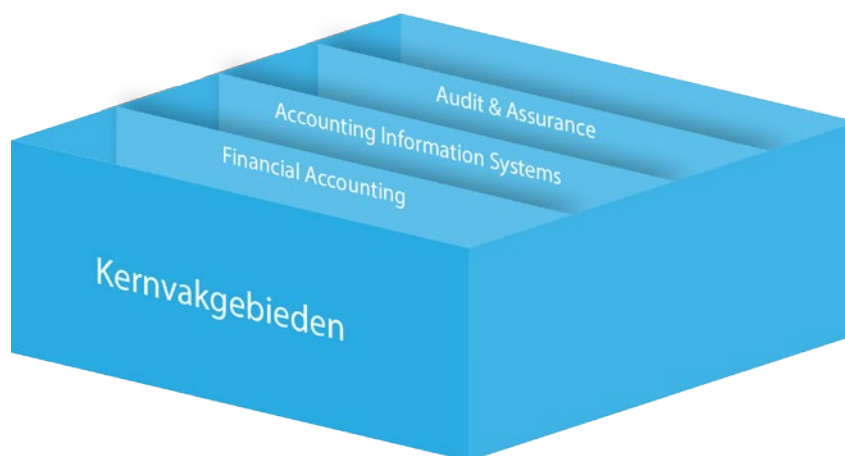 Audit & Assurance
Accounting Information Systems
Financial Accounting
Kernvakgebieden